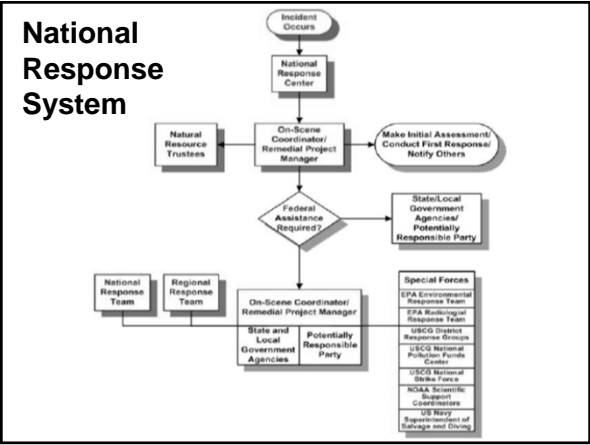 National
Response
System
Incident
Occurs
National
Response
Center
Natural
Resource
Trustees
On-Scene
Coordinator/
Remedial Project
Manager
Make Initial Assessment/
Conduct First Response/
Notify Others
Federal
Assistance
Required?
State/Local
Government
Agencies/
Potentially
Responsible Party
National
Response
Team
Regional
Response
Team
On-Scene Coordinator/
Remedial Project Manager
State and
Local
Government
Agencies
Potentially
Responsible
Party
Special Forces
EPA Environmental
Response Team
EPA Radiological
Response Team
USCG District
Response Groups
USCG National
Pollution Funds
Center
USCG National
Strike Force
NOAA Scientific
Support
Coordinators
US Navy
Superintendent of
Salvage and Diving